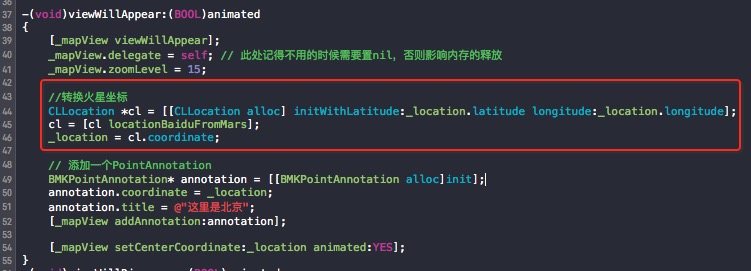 36
37 -(void)viewWillAppear:(BOOL)animated
38 {
39 [_mapView viewWillAppear];
40 _mapView.delegate = self; // 此处记得不用的时候需要置nil，否则影响内存的释放
41 _mapView.zoomLevel = 15;
42
43 //转换火星坐标
44 CLLocation *cl = [[CLLocation alloc] initWithLatitude:_location.latitude longitude:_location.longitude];
45 cl = [cl locationBaiduFromMars];
46 _location = cl.coordinate;
47
48 // 添加一个PointAnnotation
49 BMKPointAnnotation* annotation = [[BMKPointAnnotation alloc]init];
50 annotation.coordinate = _location;
51 annotation.title = @"这里是北京";
52 [_mapView addAnnotation:annotation];
53
54 [_mapView setCenterCoordinate:_location animated:YES];
55 }